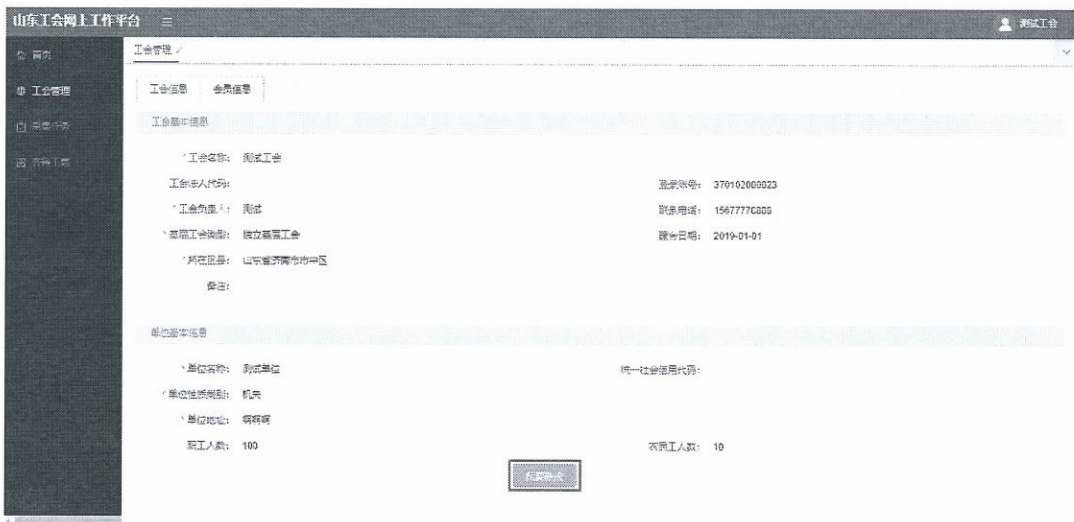 山东工会网上工作平台
测试工会
首页
工会管理
工会管理
工会信息 会员信息
工会基本信息
*工会名称: 测试工会
工会法人代码: 登录账号: 370102000023
*工会负责人: 测试 联系电话: 15677776888
*基层工会类型: 独立基层工会 建会日期: 2019-01-01
*所在区县: 山东省济南市市中区
备注:
单位基本信息
*单位名称: 测试单位 统一社会信用代码:
*单位性质类别: 机关
*单位地址: 啊啊啊
职工人数: 100 农民工人数: 10